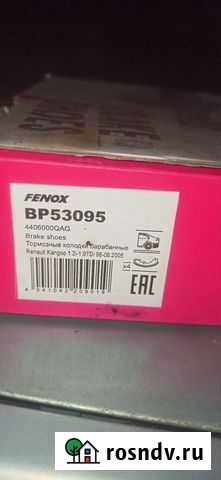 FENOX
BP53095
4406000QAG
Brake shoes
Тормозные колодки барабанные
Renault Kangoo 1.2i-1.9TDi 98-08.2005
EAC
rosndv.ru